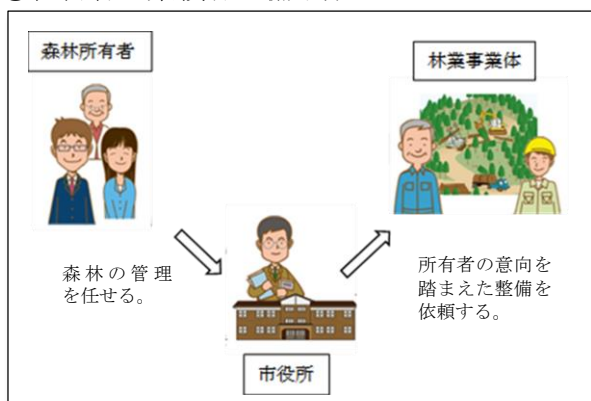 森林所有者
林業事業体
森林の管理
を任せる。
所有者の意向を
踏まえた整備を
依頼する。
市役所